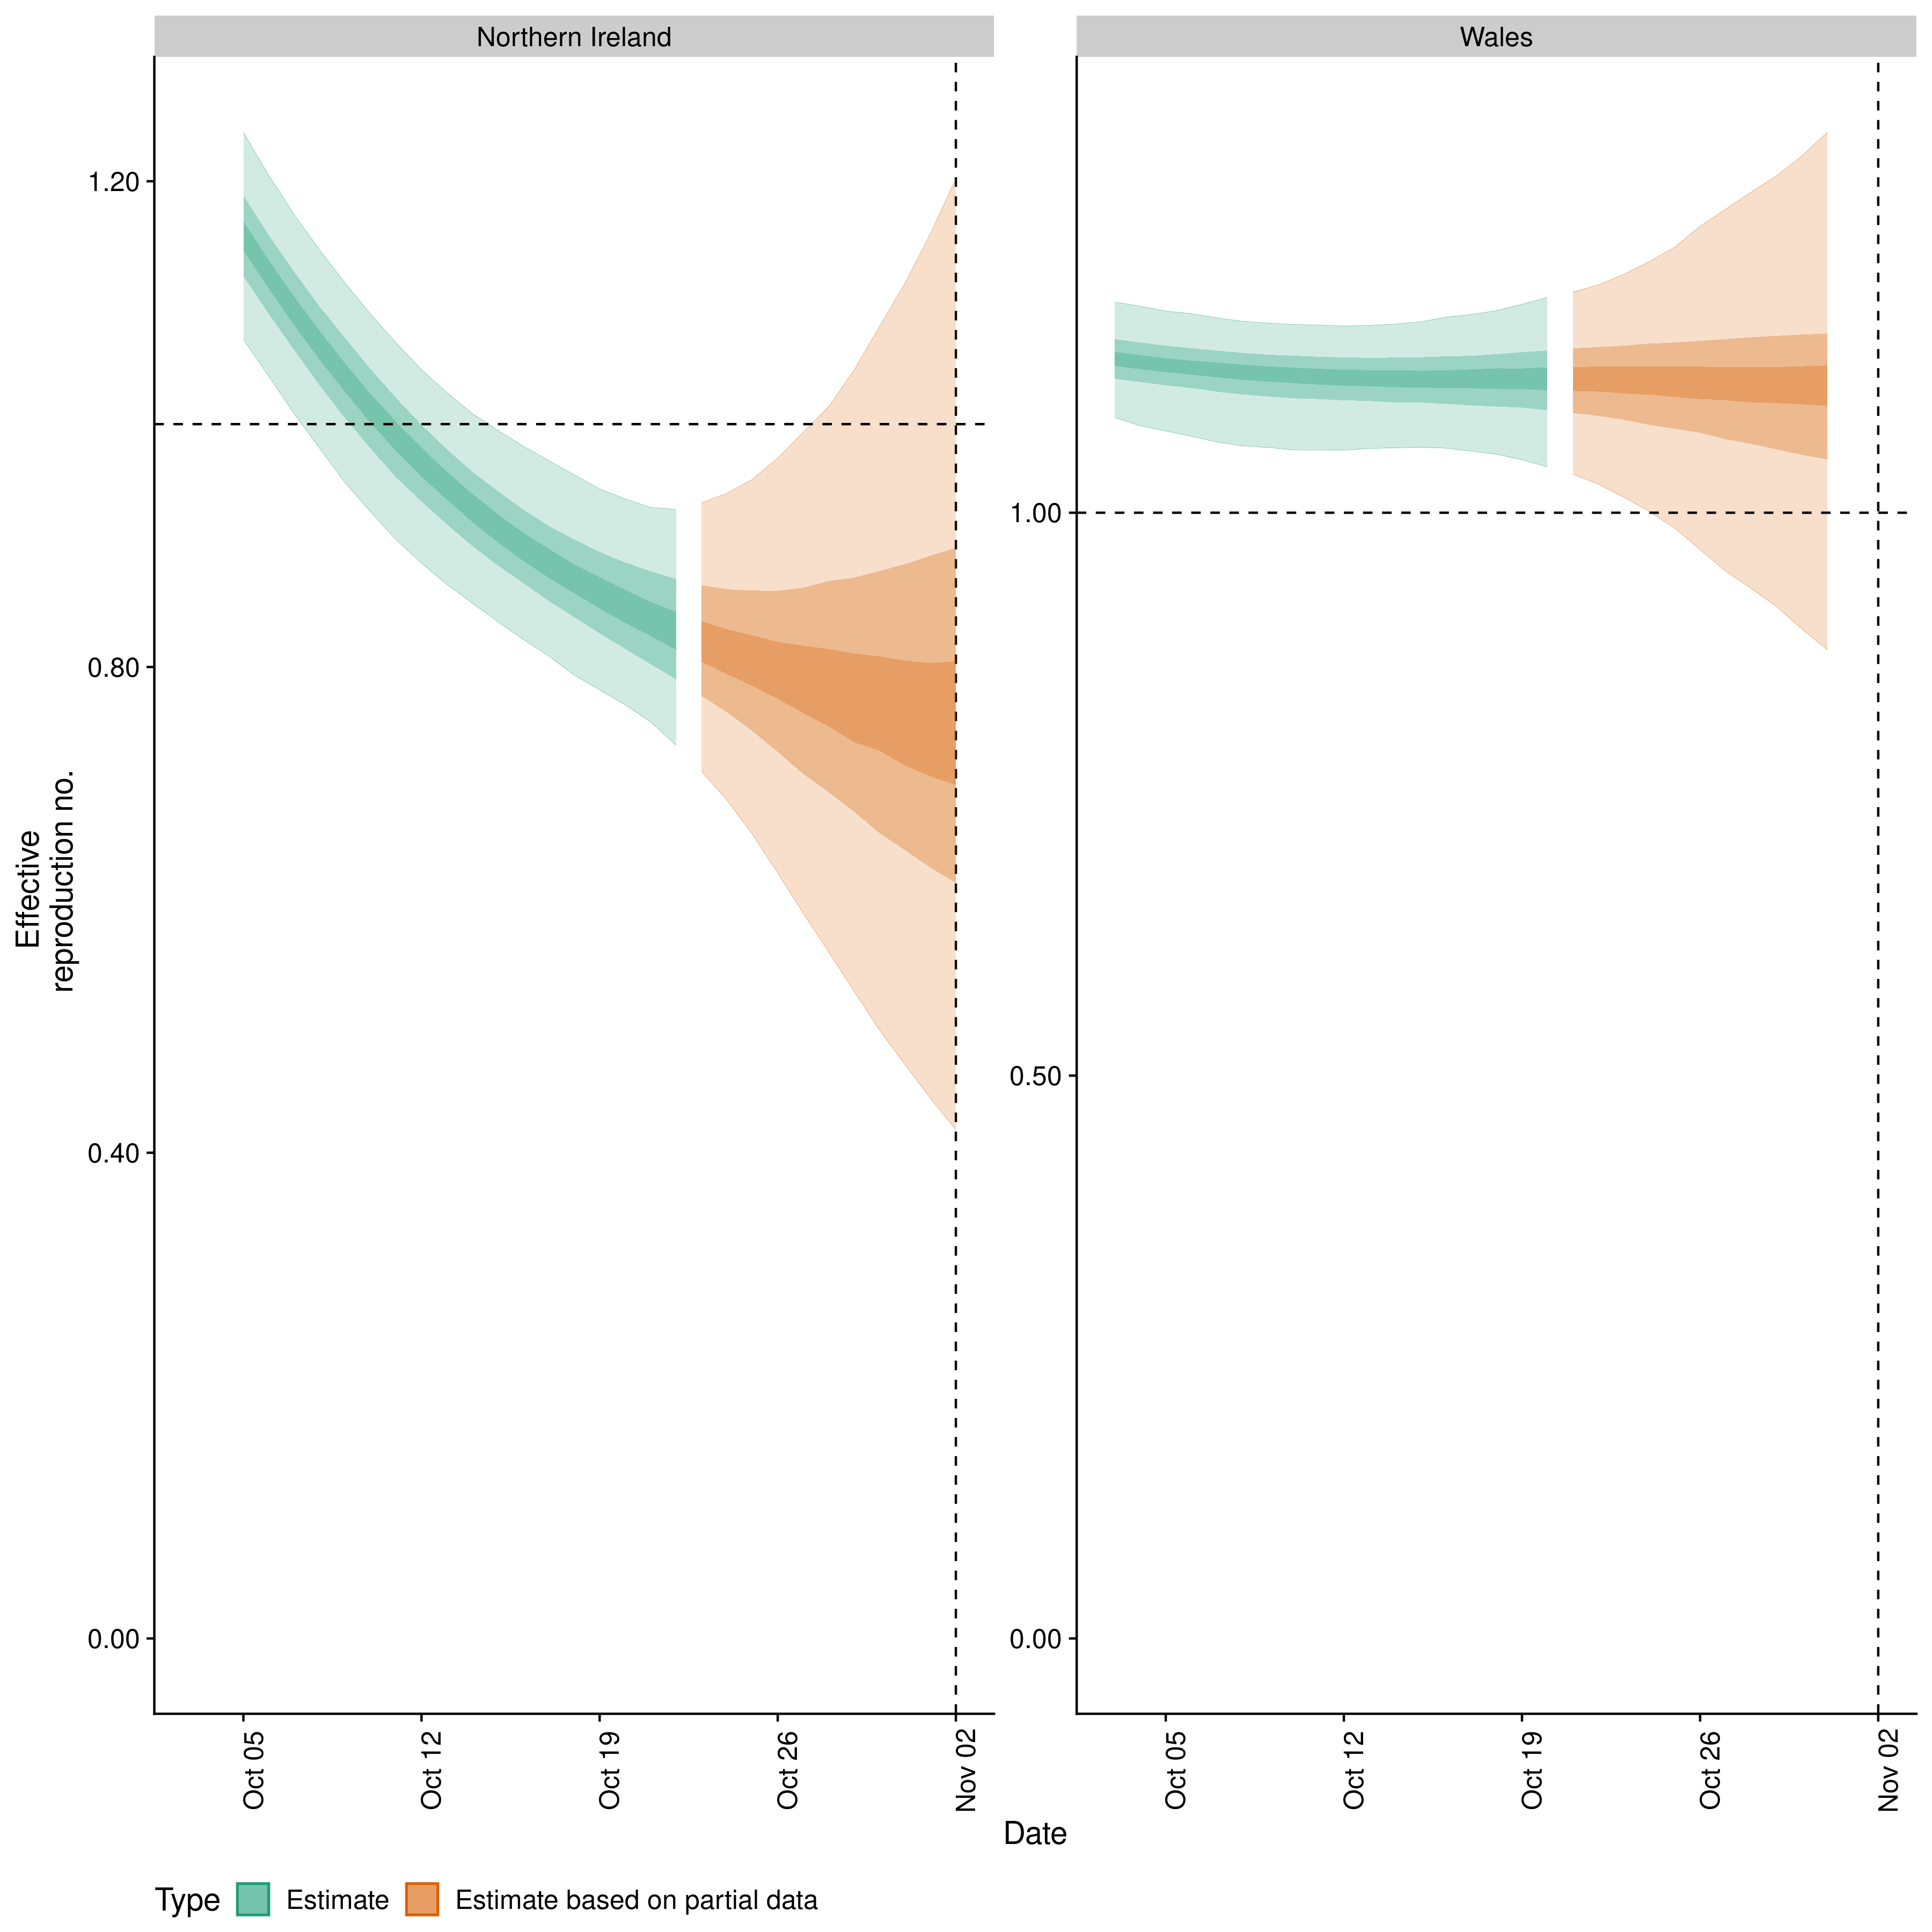 Northern Ireland
Wales
Effective
reproduction no.
1.20
0.80
0.40
0.00
1.00
0.50
0.00
Oct 05
Oct 12
Oct 19
Oct 26
Nov 02
Oct 05
Oct 12
Oct 19
Oct 26
Nov 02
Date
Type Estimate Estimate based on partial data